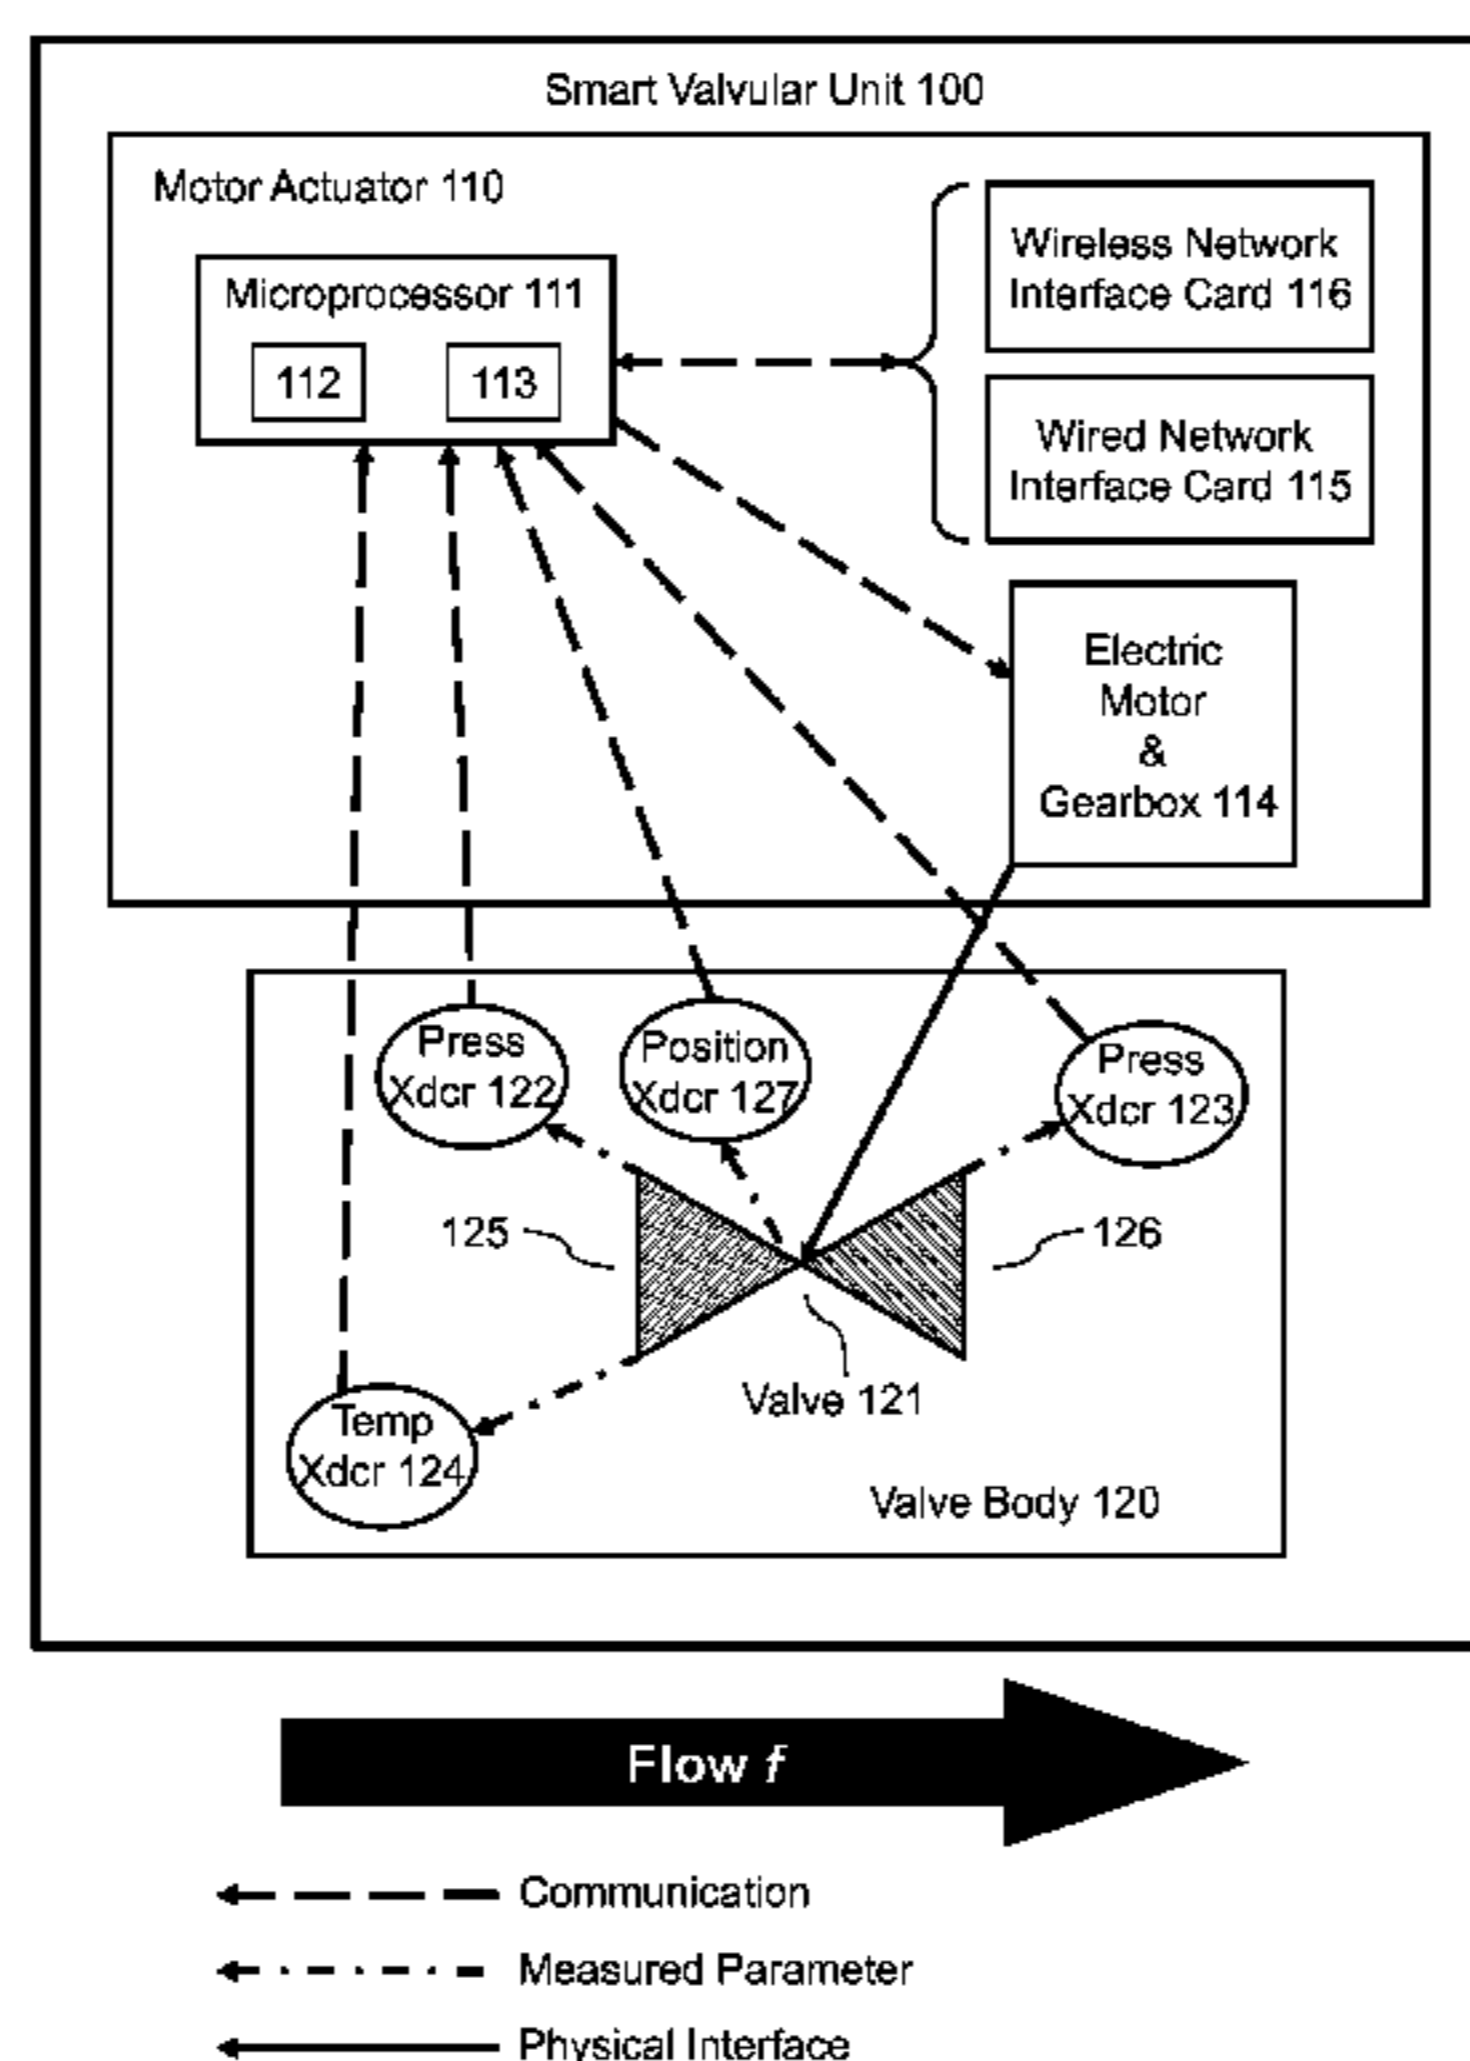 Smart Valvular Unit 100
Motor Actuator 110
Wireless Network
Interface Card 116
Microprocessor 111
112
113
Wired Network
Interface Card 115
Electric
Motor
&
Gearbox 114
Press
Xdcr 122
Position
Xdcr 127
Press
Xdcr 123
125
126
Valve 121
Temp
Xdcr 124
Valve Body 120
Flow f
Communication
Measured Parameter
Physical Interface